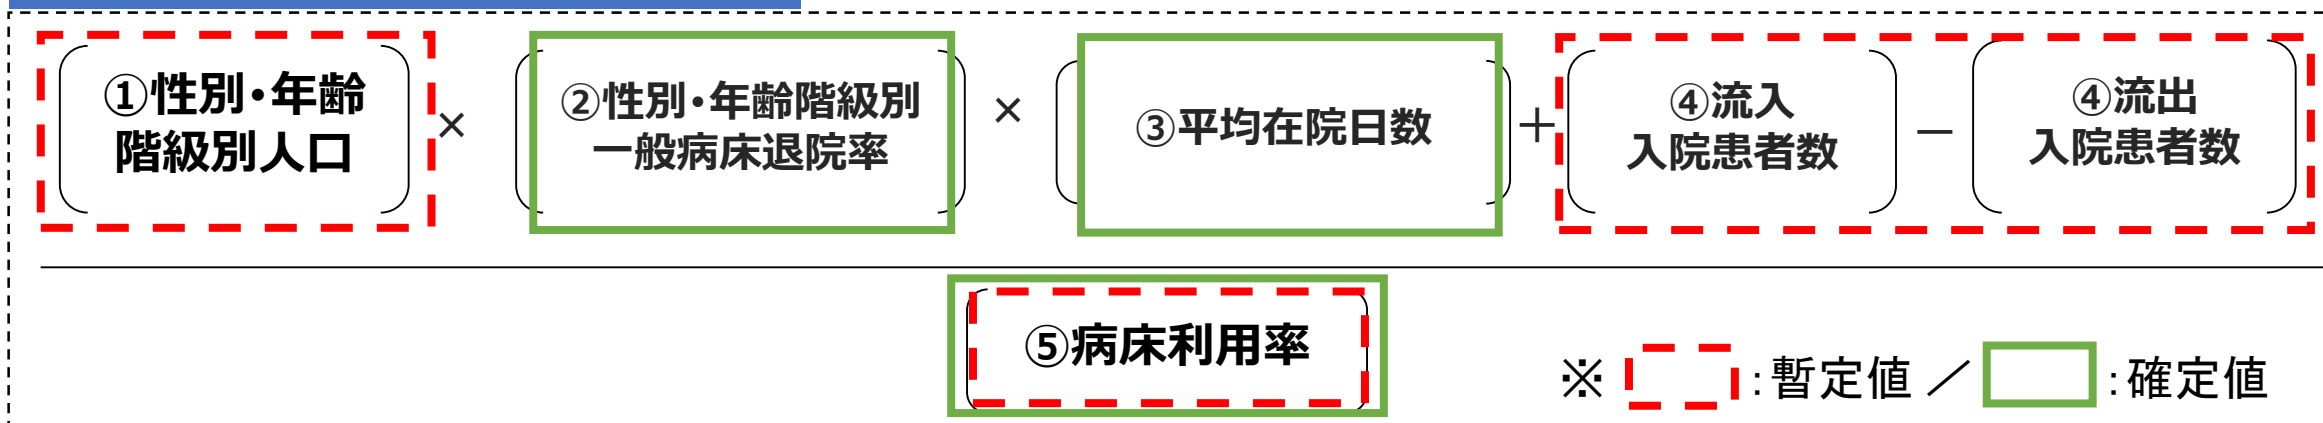 ①性別・年齢
階級別人口
×
②性別・年齢階級別
一般病床退院率
×
③平均在院日数
＋
④流入
入院患者数
－
④流出
入院患者数
⑤病床利用率
※ ：暫定値 ／ ：確定値